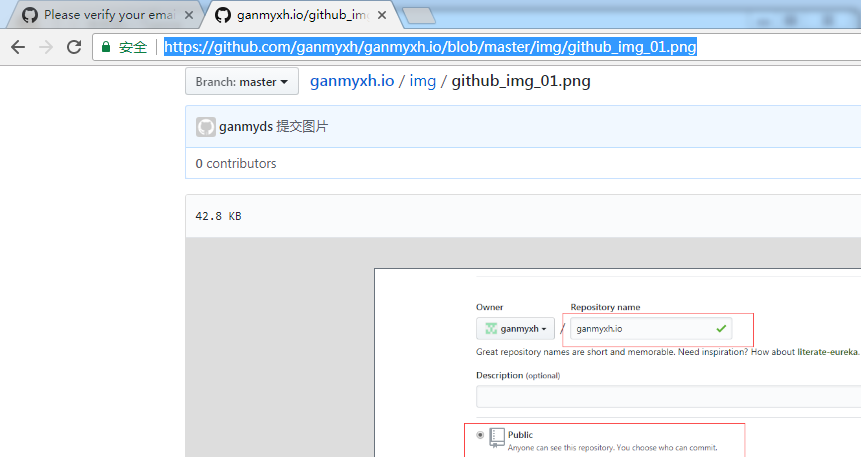 Please verify your emai
ganmyxh.io/github_im
安全 https://github.com/ganmyxh/ganmyxh.io/blob/master/img/github_img_01.png
Branch: master ganmyxh.io / img / github_img_01.png
ganmyds 提交图片
0 contributors
42.8 KB
Owner Repository name
ganmyxh / ganmyxh.io
Great repository names are short and memorable. Need inspiration? How about literate-eureka.
Description (optional)
Public
Anyone can see this repository. You choose who can commit.